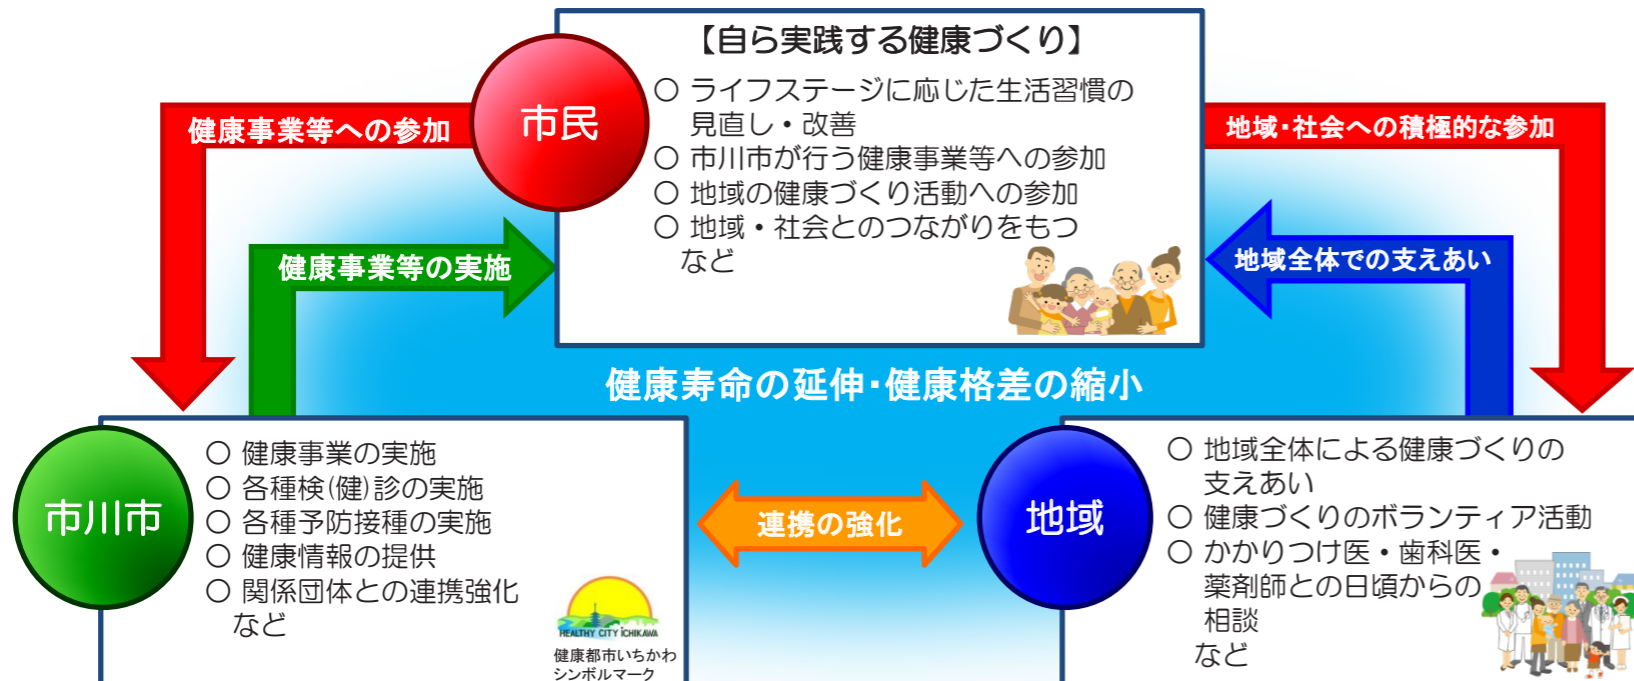 【自ら実践する健康づくり】
市民
○ ライフステージに応じた生活習慣の
見直し・改善
○ 市川市が行う健康事業等への参加
○ 地域の健康づくり活動への参加
○ 地域・社会とのつながりをもつ
など
健康事業等への参加
地域・社会への積極的な参加
健康事業等の実施
地域全体での支えあい
健康寿命の延伸・健康格差の縮小
市川市
○ 健康事業の実施
○ 各種検(健)診の実施
○ 各種予防接種の実施
○ 健康情報の提供
○ 関係団体との連携強化
など
HEALTHY CITY ICHIKAWA
健康都市いちかわ
シンボルマーク
連携の強化
地域
○ 地域全体による健康づくりの
支えあい
○ 健康づくりのボランティア活動
○ かかりつけ医・歯科医・
薬剤師との日頃からの
相談
など